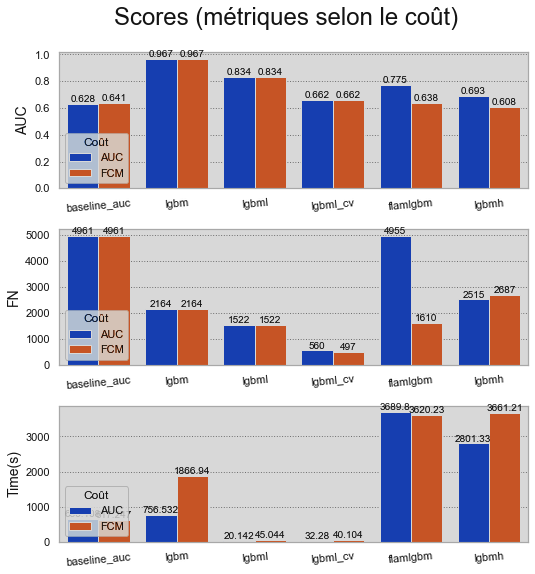 Scores (métriques selon le coût)
AUC
1.0
0.8
0.6
0.4
0.2
0.0
0.628 0.641 0.967 0.967 0.834 0.834 0.662 0.662 0.775 0.638 0.693 0.608
Coût
AUC
FCM
baseline_auc lgbm lgbml lgbml_cv flamlgbm lgbmh
FN
5000
4000
3000
2000
1000
0
4961 4961 2164 2164 1522 1522 560 497 4955 1610 2515 2687
Coût
AUC
FCM
baseline_auc lgbm lgbml lgbml_cv flamlgbm lgbmh
Time(s)
3000
2000
1000
0
756.532 1866.94 20.142 45.044 32.28 40.104 3689.8 3620.23 2801.33 3661.21
Coût
AUC
FCM
baseline_auc lgbm lgbml lgbml_cv flamlgbm lgbmh